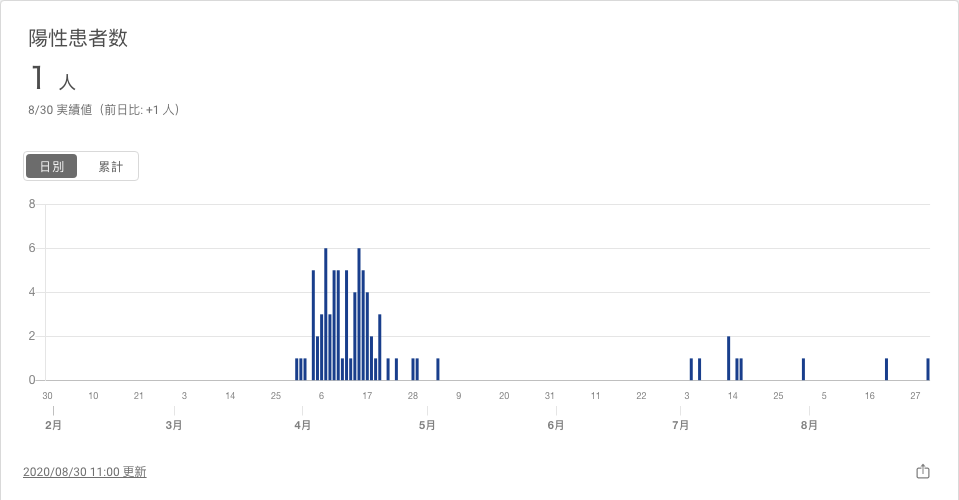 陽性患者数
1 人
8/30 実績値（前日比: +1 人）
日別 累計
8
6
4
2
0
30 10 21 3 14 25 6 17 28 9 20 31 11 22 3 14 25 5 16 27
2月 3月 4月 5月 6月 7月 8月
2020/08/30 11:00 更新